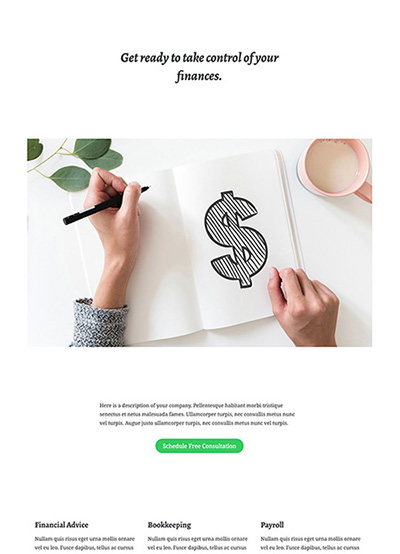 Get ready to take control of your
finances.
$
Here is a description of your company. Pellentesque habitant morbi tristique
senectus et netus malesuada fames. Ullamcorper turpis, nec convallis metus nunc
vel turpis. Augue justo ullamcorper turpis, nec convallis metus nunc vel turpis.
Schedule Free Consultation
Financial Advice Bookkeeping Payroll
Nullam quis risus eget urna mollis ornare Nullam quis risus eget urna mollis ornare Nullam quis risus eget urna mollis ornare
vel eu leo. Fusce dapibus, tellus ac cursus vel eu leo. Fusce dapibus, tellus ac cursus vel eu leo. Fusce dapibus, tellus ac cursus